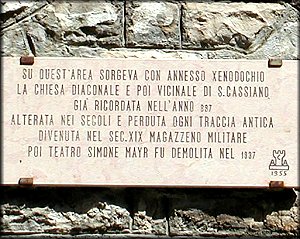 SU QUEST'AREA SORGEVA CON ANNESSO XENODOCHIO
LA CHIESA DIACONALE E POI VICINALE DI S.CASSIANO
GIÀ RICORDATA NELL'ANNO 897
ALTERATA NEI SECOLI E PERDUTA OGNI TRACCIA ANTICA
DIVENUTA NEL SEC.XIX MAGAZZENO MILITARE
POI TEATRO SIMONE MAYR FU DEMOLITA NEL 1937
1955